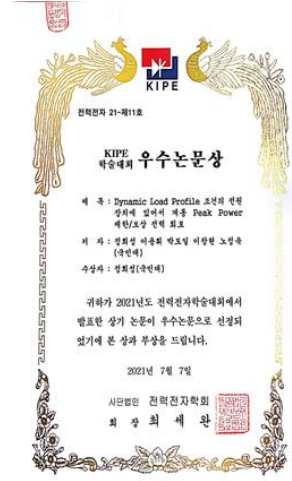 KIPE
전력전자 21-제11호
KIPE 학술대회 우수논문상
제 목 : Dynamic Load Profile 조건의 전원
장치에 있어서 계통 Peak Power
제한/보상 전력 회로
저 자 : 정회성 이용휘 박도일 이창현 노정욱
(국민대)
수상자 : 정회성(국민대)
귀하가 2021년도 전력전자학술대회에서
발표한 상기 논문이 우수논문으로 선정되
었기에 본 상과 부상을 드립니다.
2021년 7월 7일
사단법인 전력전자학회
회 장 최 세 완